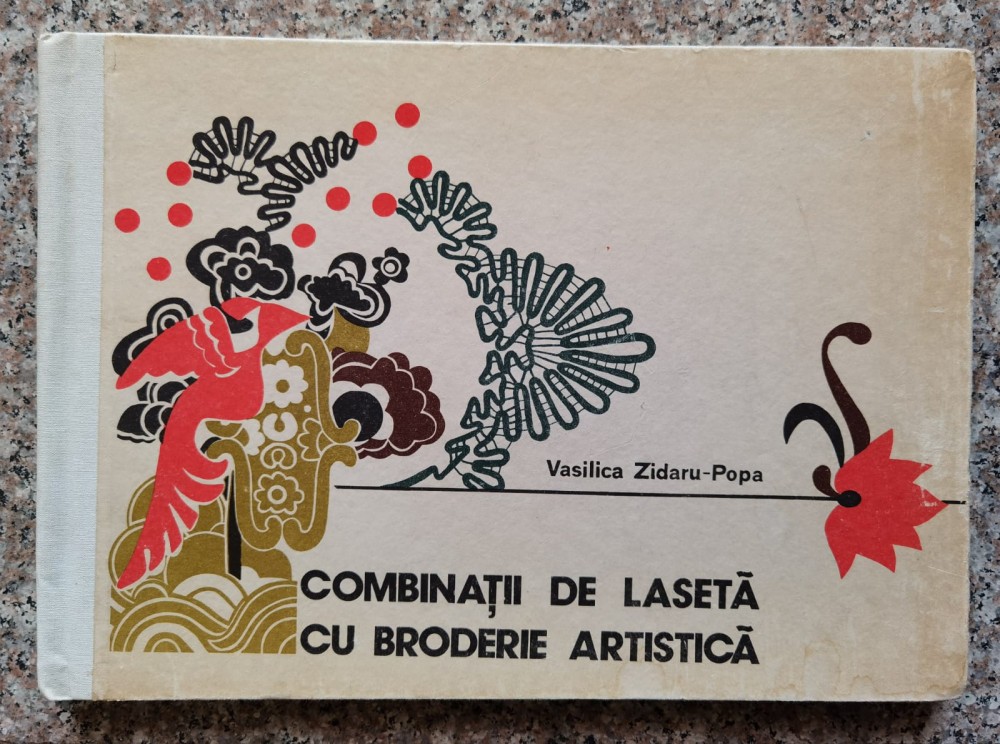 Vasilica Zidaru-Popa
COMBINAȚII DE LASETĂ
CU BRODERIE ARTISTICĂ